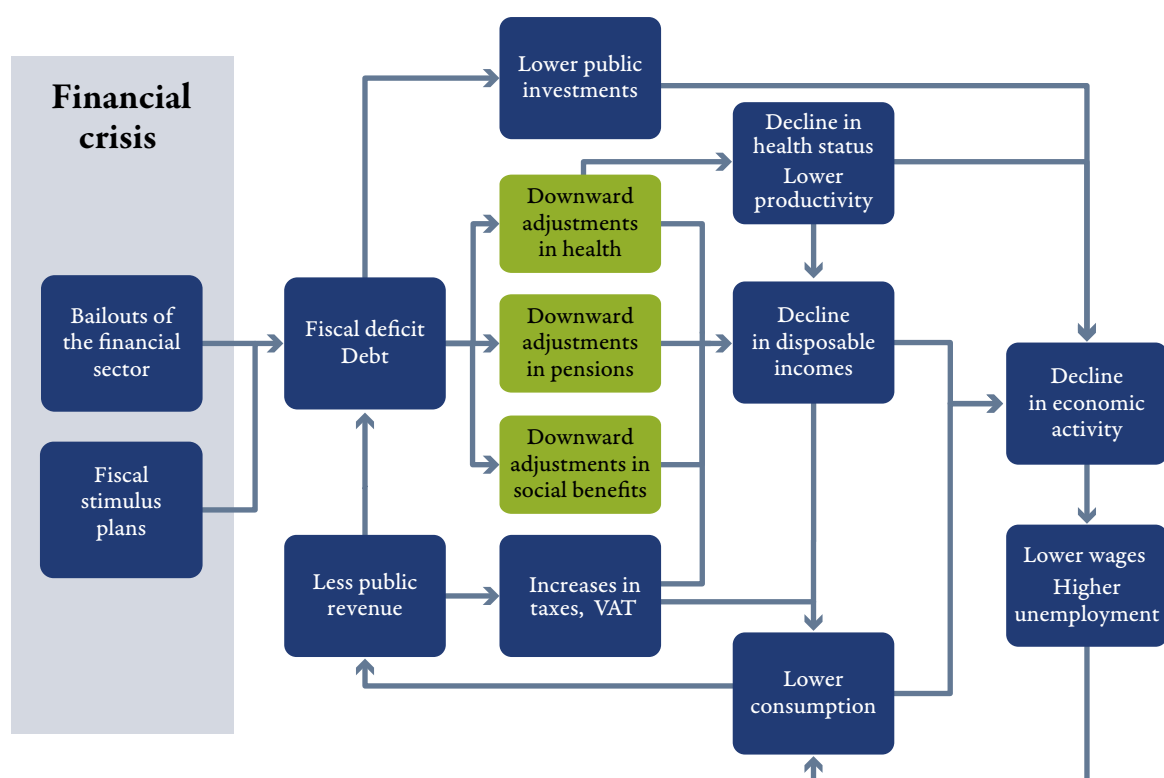 Financial
crisis
Bailouts of
the financial
sector
Fiscal
stimulus
plans
Fiscal deficit
Debt
Less public
revenue
Lower public
investments
Downward
adjustments
in health
Downward
adjustments
in pensions
Downward
adjustments in
social benefits
Increases in
taxes, VAT
Decline in
health status
Lower
productivity
Decline
in disposable
incomes
Lower
consumption
Decline
in economic
activity
Lower wages
Higher
unemployment